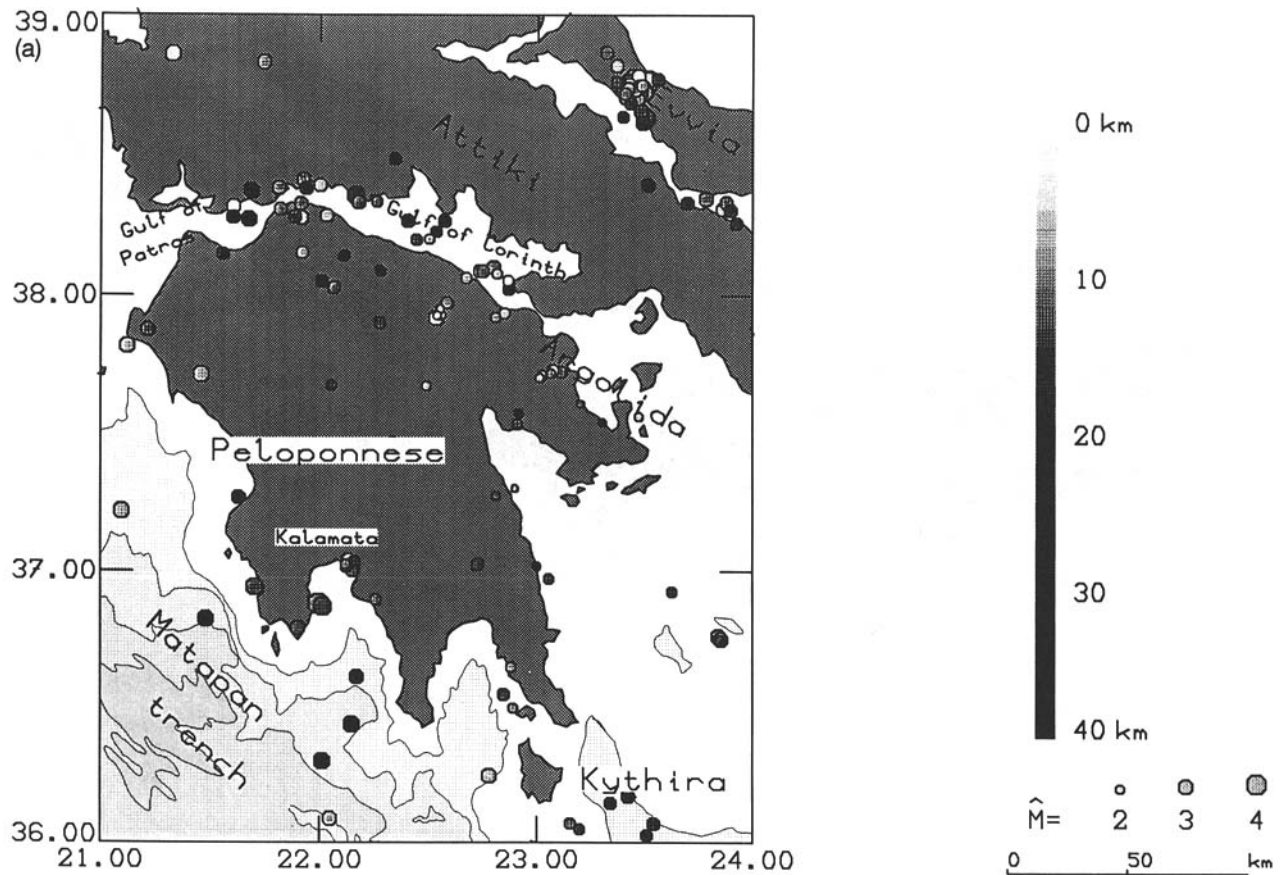 39.00
(a)
Evvia
0 km
Attiki
Gulf of
Patras
Gulf of Corinth
10
38.00
Argolida
20
Peloponnese
Kalamata
37.00
30
Matapan
trench
40 km
Kythira
M̂=
2
3
4
36.00
21.00
22.00
23.00
24.00
0
50
km